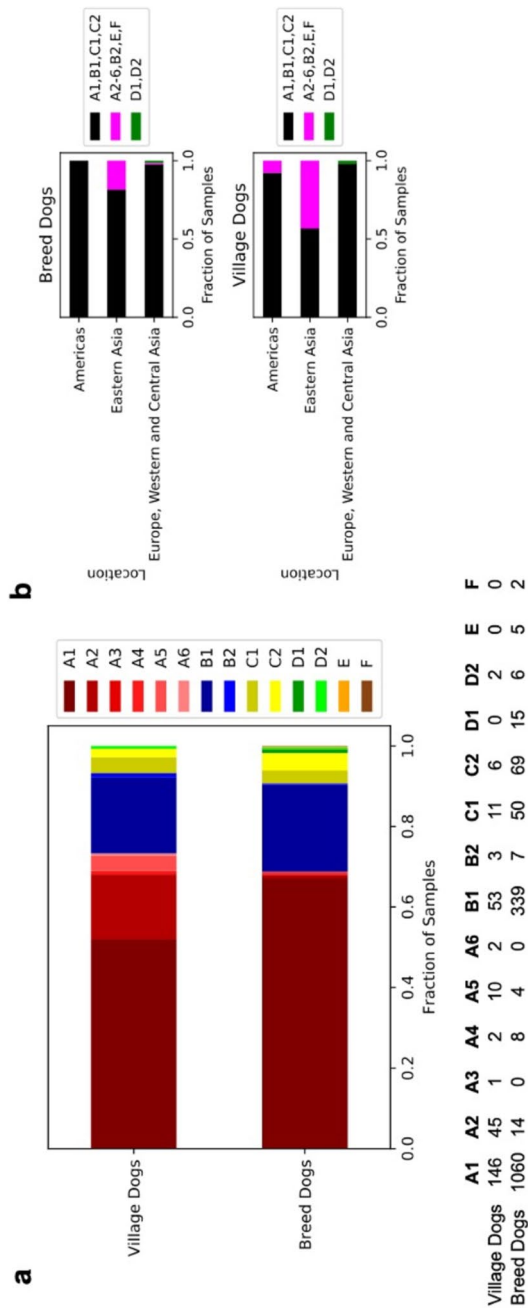 a
Village Dogs
Breed Dogs
0.0 0.2 0.4 0.6 0.8 1.0
Fraction of Samples
A1
A2
A3
A4
A5
A6
B1
B2
C1
C2
D1
D2
E
F
A1 A2 A3 A4 A5 A6 B1 B2 C1 C2 D1 D2 E F
Village Dogs 146 45 1 2 10 2 53 3 11 6 0 2 0 0
Breed Dogs 1060 14 0 8 4 0 339 7 50 69 15 6 5 2
b
Breed Dogs
Location
Americas
Eastern Asia
Europe, Western and Central Asia
0.0 0.5 1.0
Fraction of Samples
A1,B1,C1,C2
A2-6,B2,E,F
D1,D2
Village Dogs
Americas
Eastern Asia
Europe, Western and Central Asia
0.0 0.5 1.0
Fraction of Samples
A1,B1,C1,C2
A2-6,B2,E,F
D1,D2